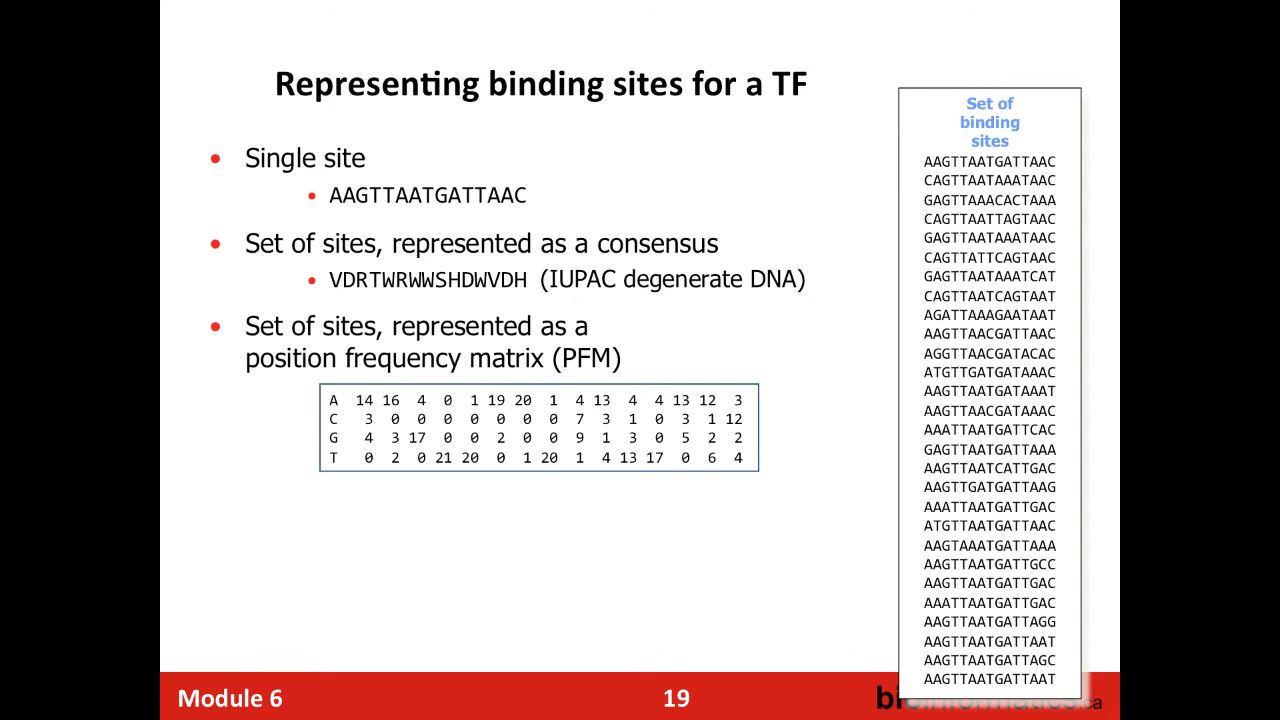 Representing binding sites for a TF
• Single site
• AAGTTAATGATTAAC
• Set of sites, represented as a consensus
• VDRTWRWWSHDWVDH (IUPAC degenerate DNA)
• Set of sites, represented as a
position frequency matrix (PFM)
A 14 16 4 0 1 19 20 1 4 13 4 4 13 12 3
C 3 0 0 0 0 0 0 0 7 3 1 0 3 1 12
G 4 3 17 0 0 2 0 0 9 1 3 0 5 2 2
T 0 2 0 21 20 0 1 20 1 4 13 17 0 6 4
Set of
binding
sites
AAGTTAATGATTAAC
CAGTTAATAAATAAC
GAGTTAAACACTAAA
CAGTTAATTAGTAAC
GAGTTAATAAATAAC
CAGTTATTCAGTAAC
GAGTTAATAAATCAT
CAGTTAATCAGTAAT
AGATTAAAGAATAAT
AAGTTAACGATTAAC
AGGTTAACGATACAC
ATGTTGATGATAAAC
AAGTTAATGATAAAT
AAGTTAACGATAAAC
AAATTAATGATTCAC
GAGTTAATGATTAAA
AAGTTAATCATTGAC
AAGTTGATGATTAAG
AAATTAATGATTGAC
ATGTTAATGATTAAC
AAGTAAATGATTAAA
AAGTTAATGATTGCC
AAGTTAATGATTGAC
AAATTAATGATTGAC
AAGTTAATGATTAGG
AAGTTAATGATTAAT
AAGTTAATGATTAGC
AAGTTAATGATTAAT
Module 6
19